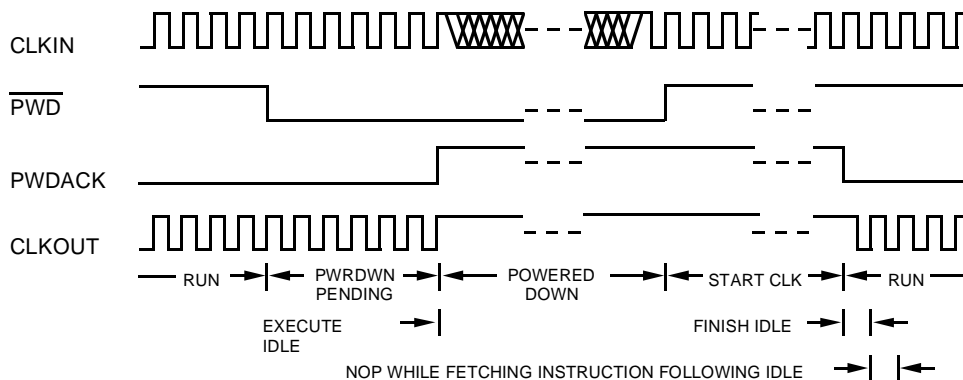 CLKIN
PWD
PWDACK
CLKOUT
RUN
PWRDWN
PENDING
POWERED
DOWN
START CLK
RUN
EXECUTE
IDLE
FINISH IDLE
NOP WHILE FETCHING INSTRUCTION FOLLOWING IDLE